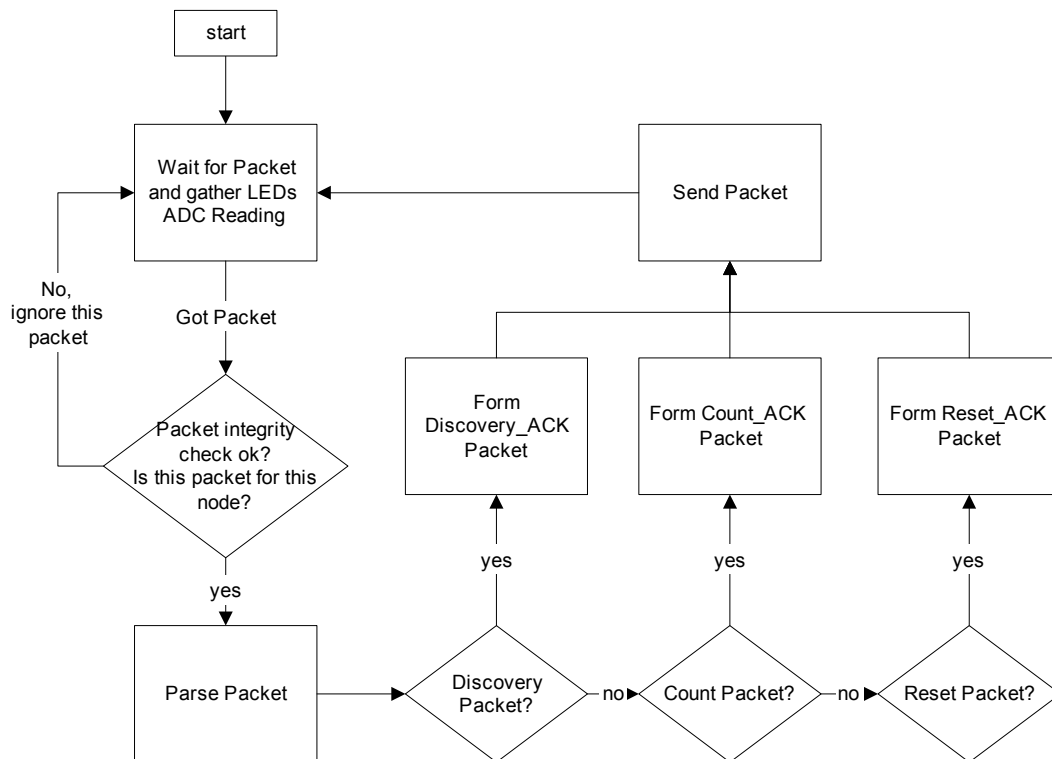 start
Wait for Packet
and gather LEDs
ADC Reading
Send Packet
No,
ignore this
packet
Got Packet
Form
Discovery_ACK
Packet
Form Count_ACK
Packet
Form Reset_ACK
Packet
Packet integrity
check ok?
Is this packet for this
node?
yes
yes
yes
yes
Parse Packet
Discovery
Packet?
no
Count Packet?
no
Reset Packet?